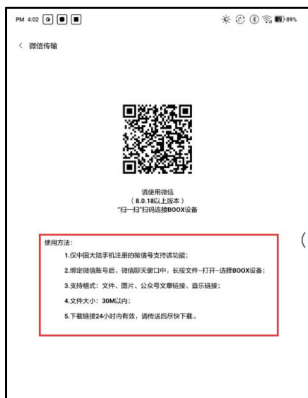 PM 4:02
89%
< 微信传输
请使用微信
(8.0.18以上版本)
"扫一扫"扫码连接BOOX设备
使用方法:
1.仅中国大陆手机注册的微信号支持该功能;
2.绑定微信账号后,微信聊天窗口中,长按文件-打开-选择BOOX设备;
3.支持格式:文件、图片、公众号文章链接、音乐链接;
4.文件大小:30M以内;
5.下载链接24小时内有效,请传送后尽快下载。